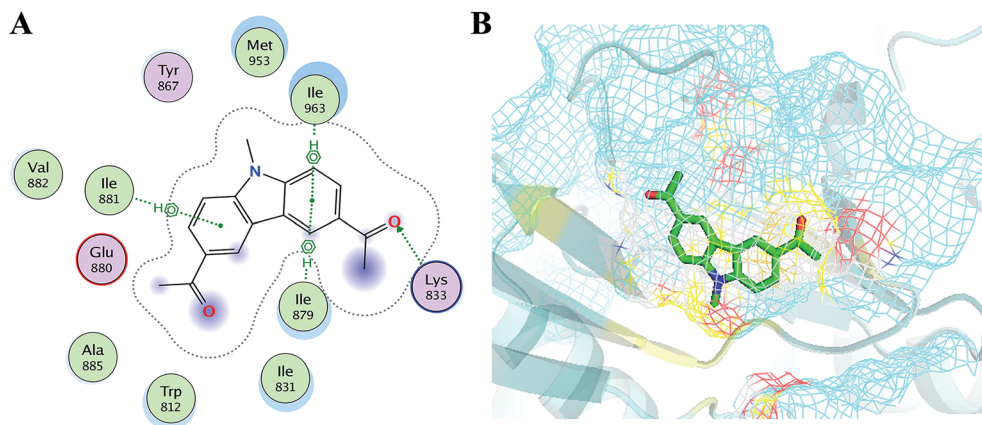 A
B
Met
953
Tyr
867
Ile
963
H
N
Val
882
Ile
881
H
O
Glu
880
H
Lys
833
O
Ile
879
Ala
885
Ile
831
Trp
812